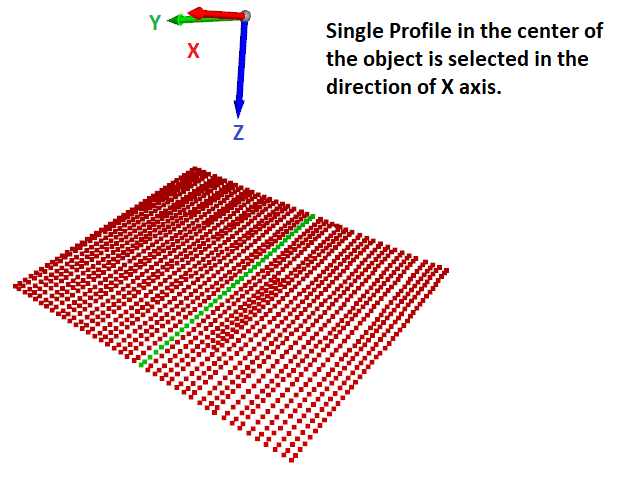 Y
X
Z
Single Profile in the center of
the object is selected in the
direction of X axis.